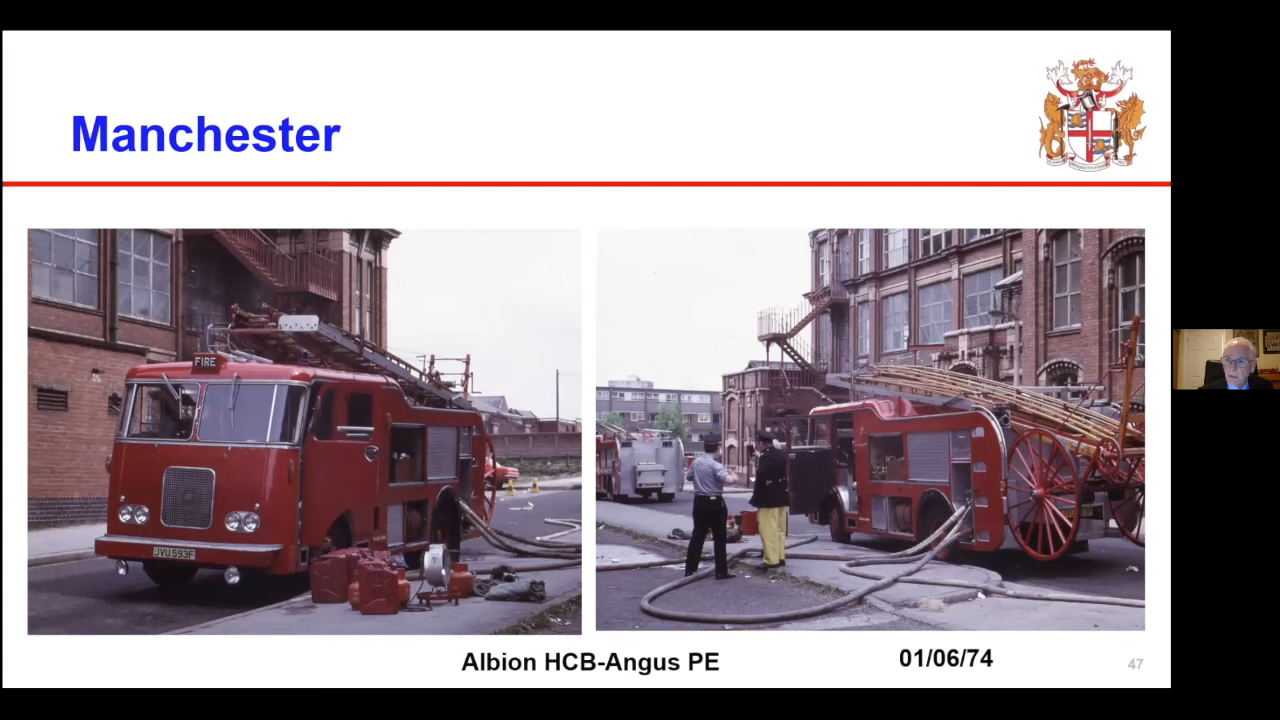 Manchester
FIRE
JVU 593F
Albion HCB-Angus PE
01/06/74
47